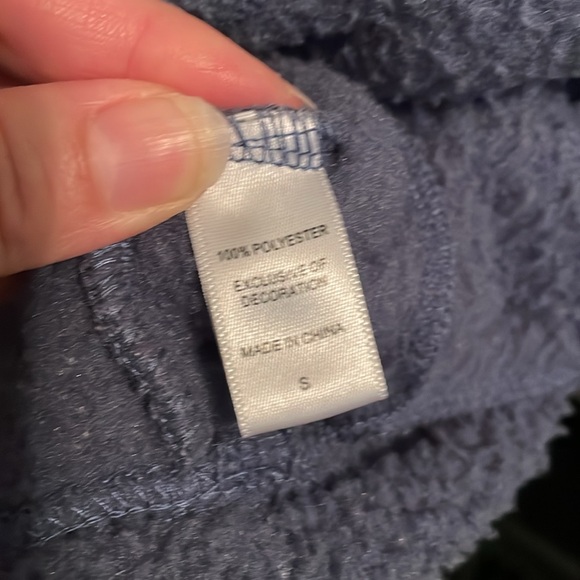 100% POLYESTER
EXCLUSIVE OF
DECORATION
MADE IN CHINA
S